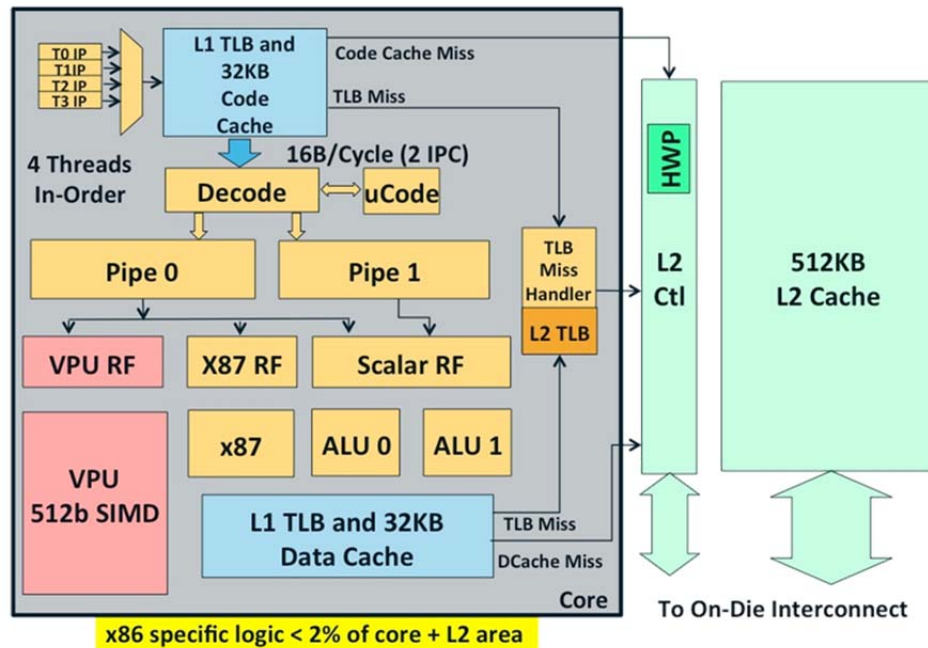 T0 IP
T1IP
T2 IP
T3 IP
L1 TLB and
32KB
Code
Cache
Code Cache Miss
TLB Miss
4 Threads
In-Order
16B/Cycle (2 IPC)
Decode
uCode
Pipe 0
Pipe 1
TLB
Miss
Handler
L2 TLB
HWP
L2
Ctl
512KB
L2 Cache
VPU RF
X87 RF
Scalar RF
VPU
512b SIMD
x87
ALU 0
ALU 1
L1 TLB and 32KB
Data Cache
TLB Miss
DCache Miss
Core
To On-Die Interconnect
x86 specific logic < 2% of core + L2 area